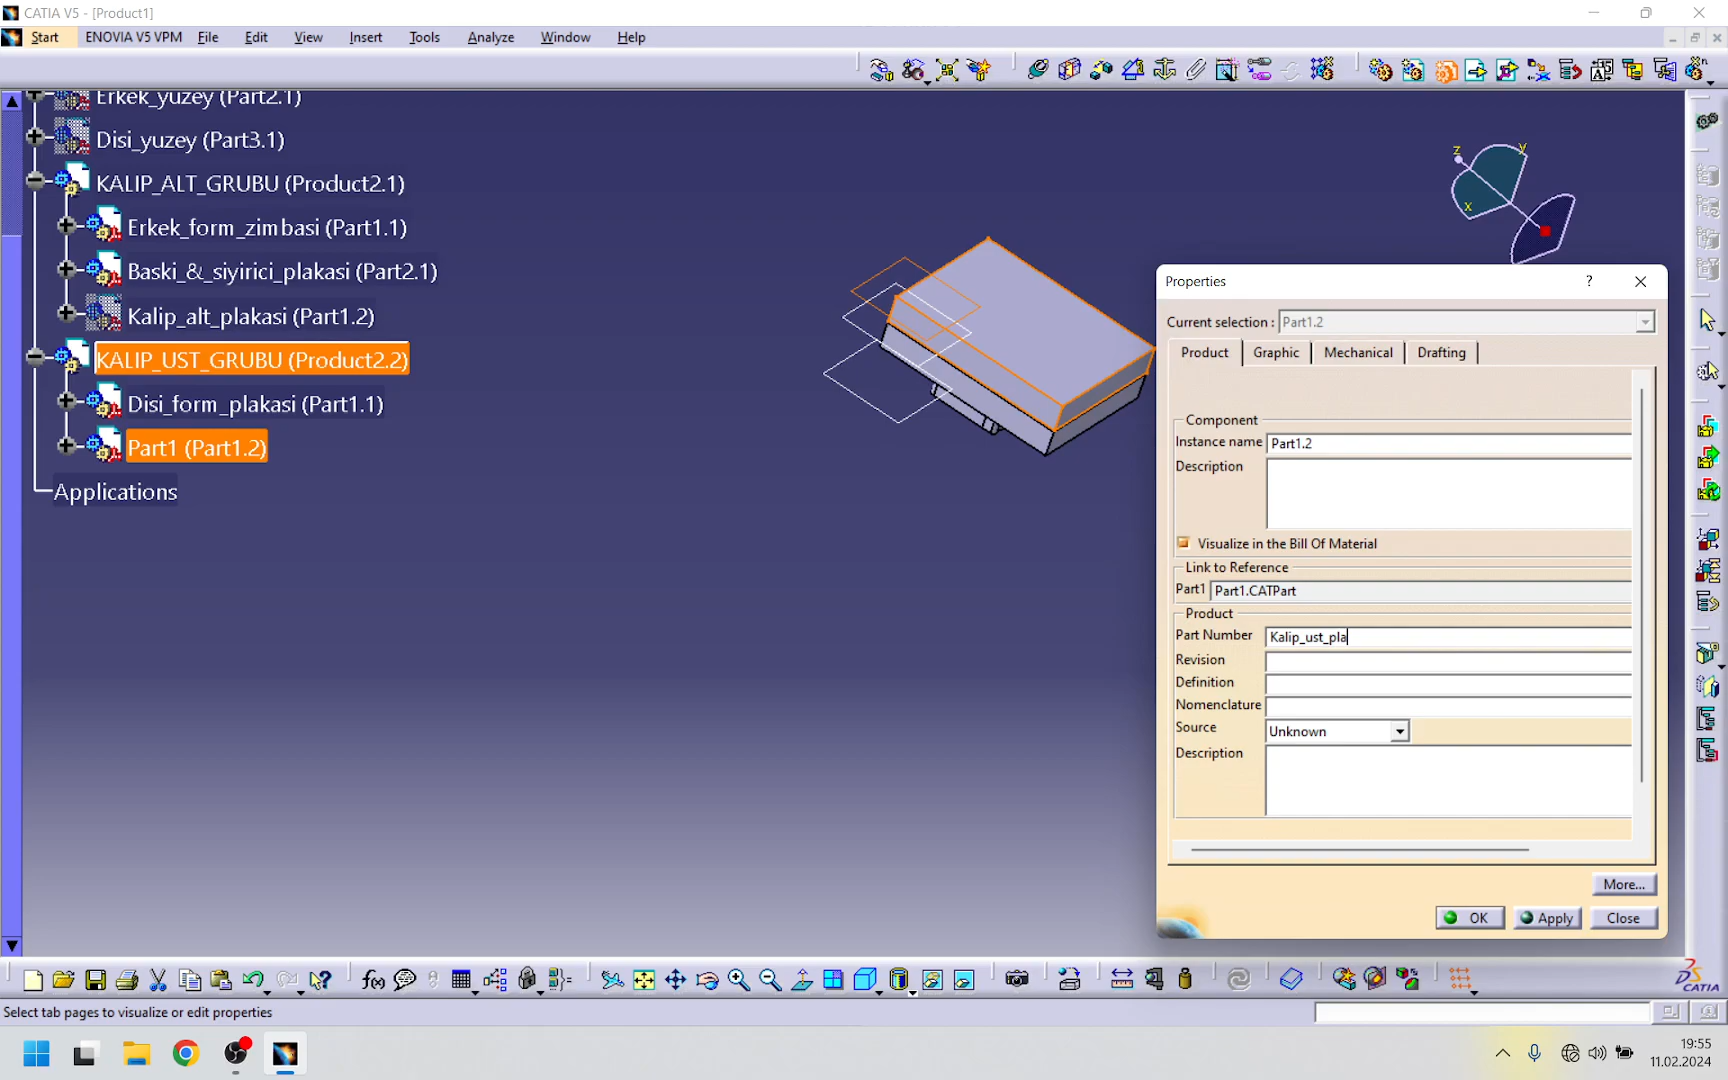 CATIA V5 - [Product1]
Start ENOVIA V5 VPM File Edit View Insert Tools Analyze Window Help
Erkek_yuzey (Part2.1)
Disi_yuzey (Part3.1)
KALIP_ALT_GRUBU (Product2.1)
Erkek_form_zimbasi (Part1.1)
Baski_&_siyirici_plakasi (Part2.1)
Kalip_alt_plakasi (Part1.2)
KALIP_UST_GRUBU (Product2.2)
Disi_form_plakasi (Part1.1)
Part1 (Part1.2)
Applications
z
y
x
Properties
?
Current selection : Part1.2
Product Graphic Mechanical Drafting
Component
Instance name Part1.2
Description
Visualize in the Bill Of Material
Link to Reference
Part1 Part1.CATPart
Product
Part Number Kalip_ust_pla
Revision
Definition
Nomenclature
Source Unknown
Description
More...
OK Apply Close
f(x)
CATIA
Select tab pages to visualize or edit properties
19:55
11.02.2024